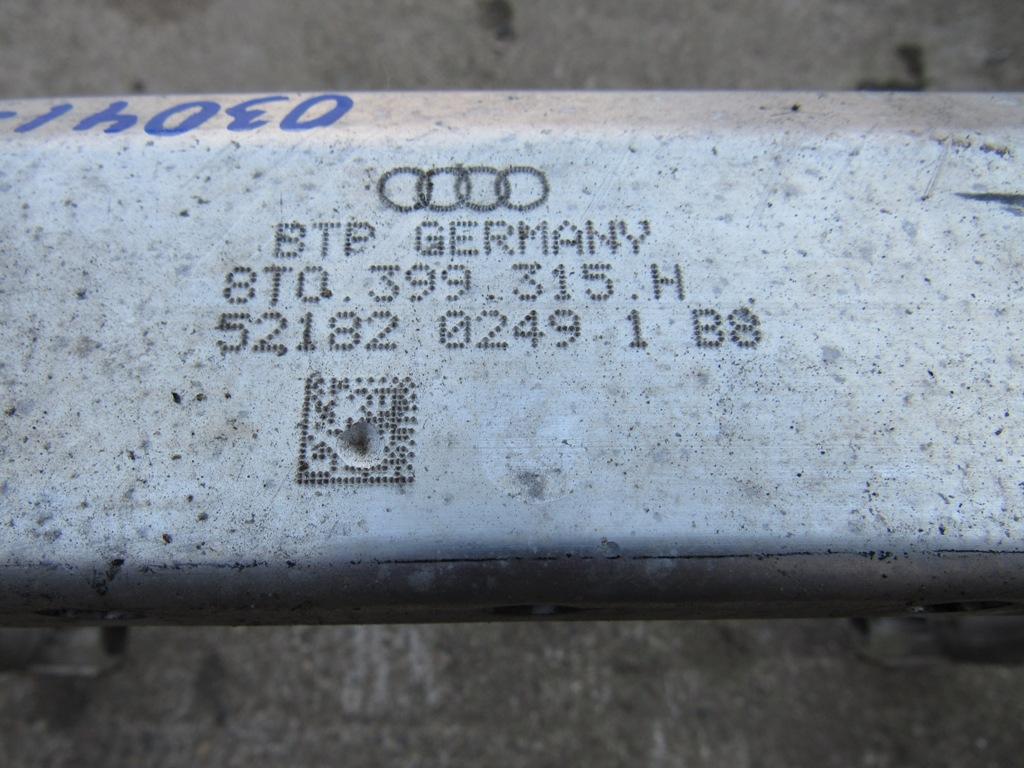 03041-
BTP GERMANY
8T0.399.315.H
52182 0249 1 B8